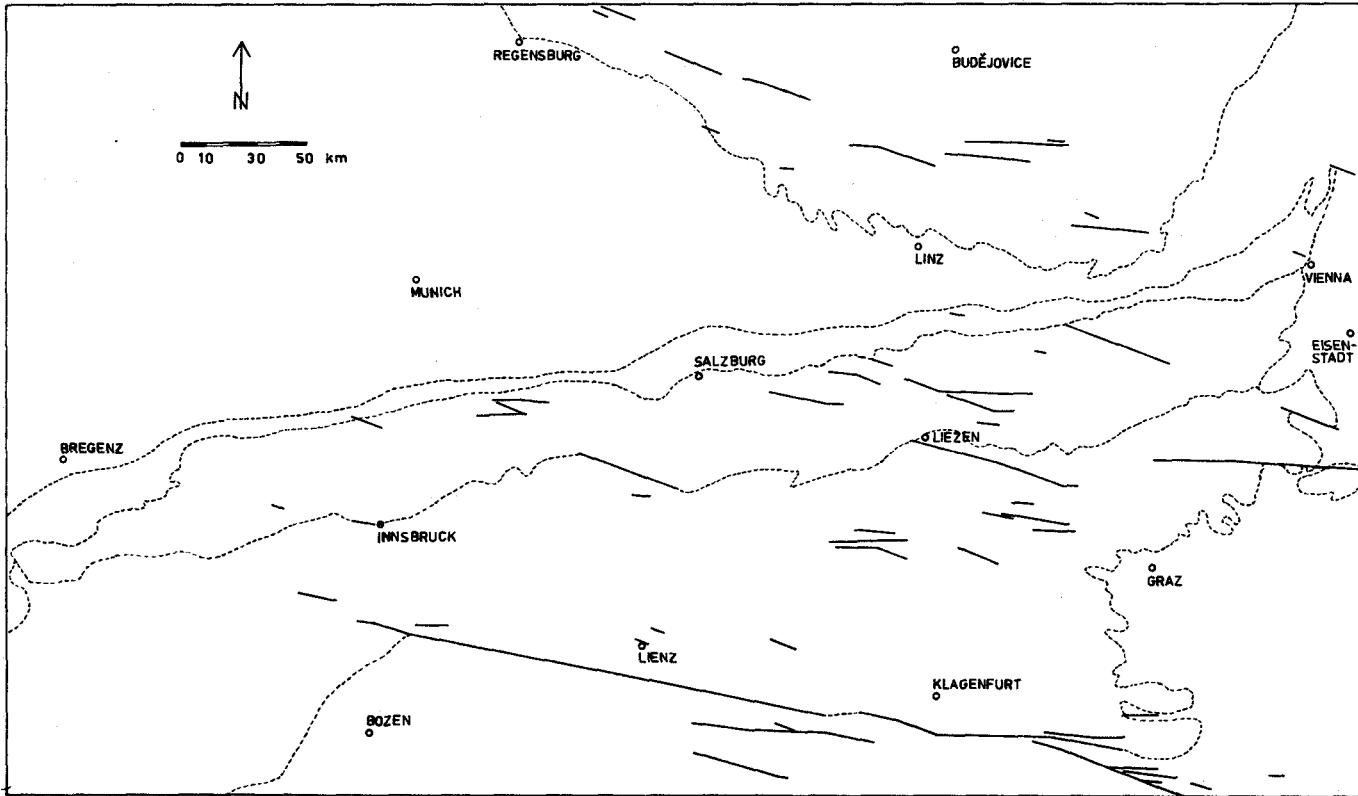 REGENSBURG
BUDĚJOVICE
N
0 10 30 50 km
LINZ
MUNICH
VIENNA
EISEN-
STADT
SALZBURG
BREGENZ
LIEZEN
INNSBRUCK
GRAZ
LIENZ
KLAGENFURT
BOZEN